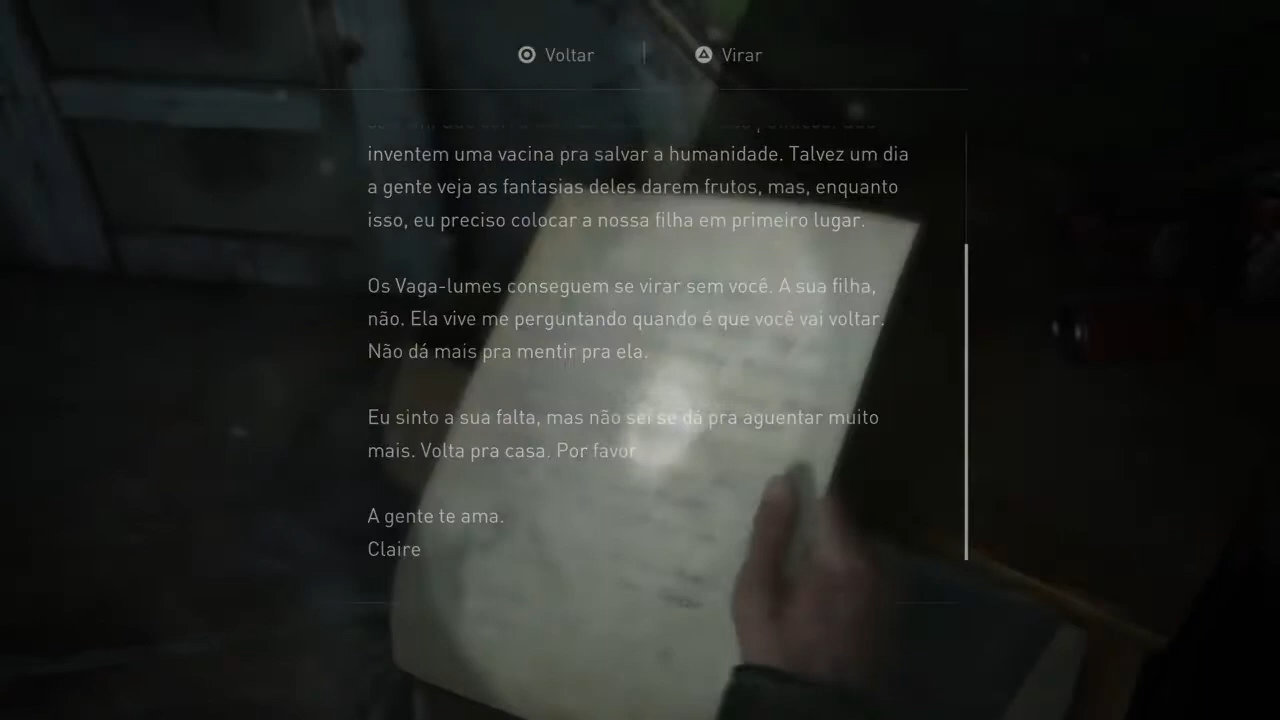 Voltar
Virar
inventem uma vacina pra salvar a humanidade. Talvez um dia
a gente veja as fantasias deles darem frutos, mas, enquanto
isso, eu preciso colocar a nossa filha em primeiro lugar.
Os Vaga-lumes conseguem se virar sem você. A sua filha,
não. Ela vive me perguntando quando é que você vai voltar.
Não dá mais pra mentir pra ela.
Eu sinto a sua falta, mas não sei se dá pra aguentar muito
mais. Volta pra casa. Por favor
A gente te ama.
Claire